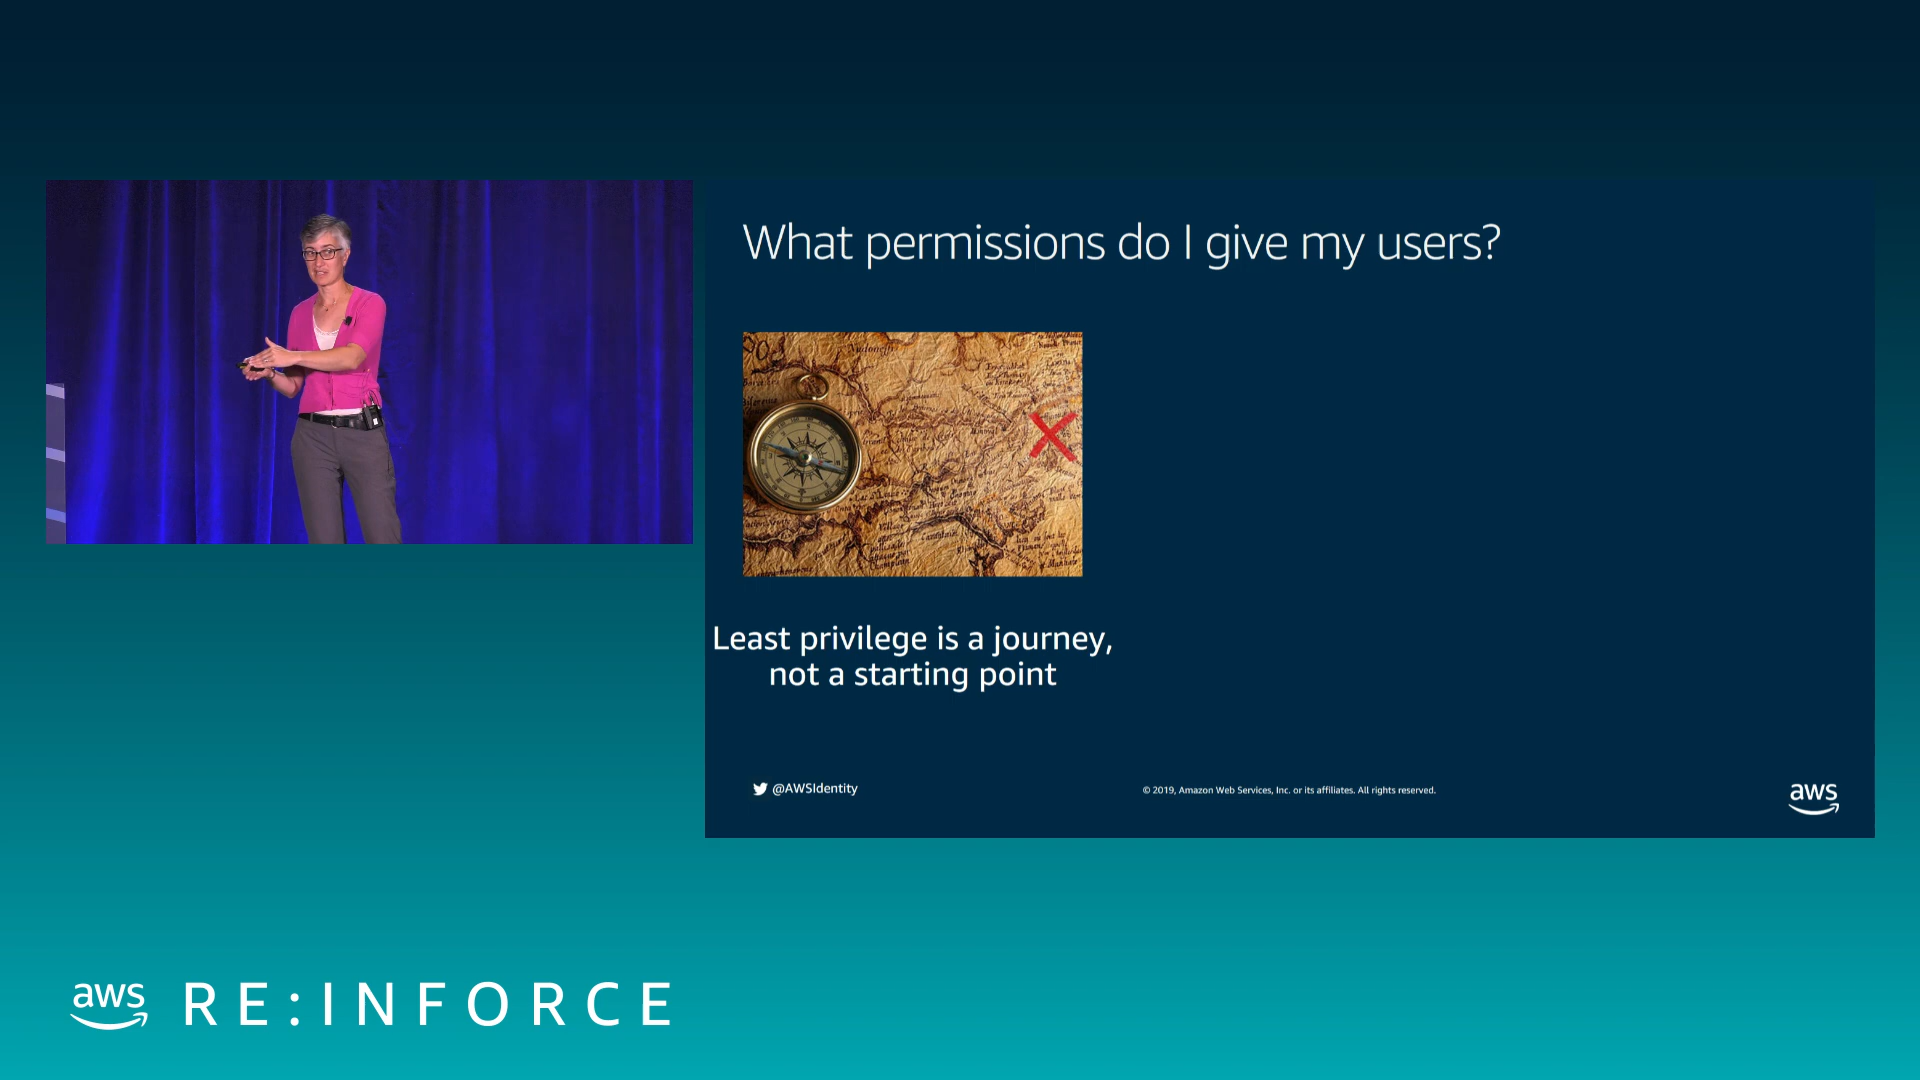 What permissions do I give my users?
Least privilege is a journey,
not a starting point
@AWSIdentity
© 2019, Amazon Web Services, Inc. or its affiliates. All rights reserved.
aws
aws RE:INFORCE